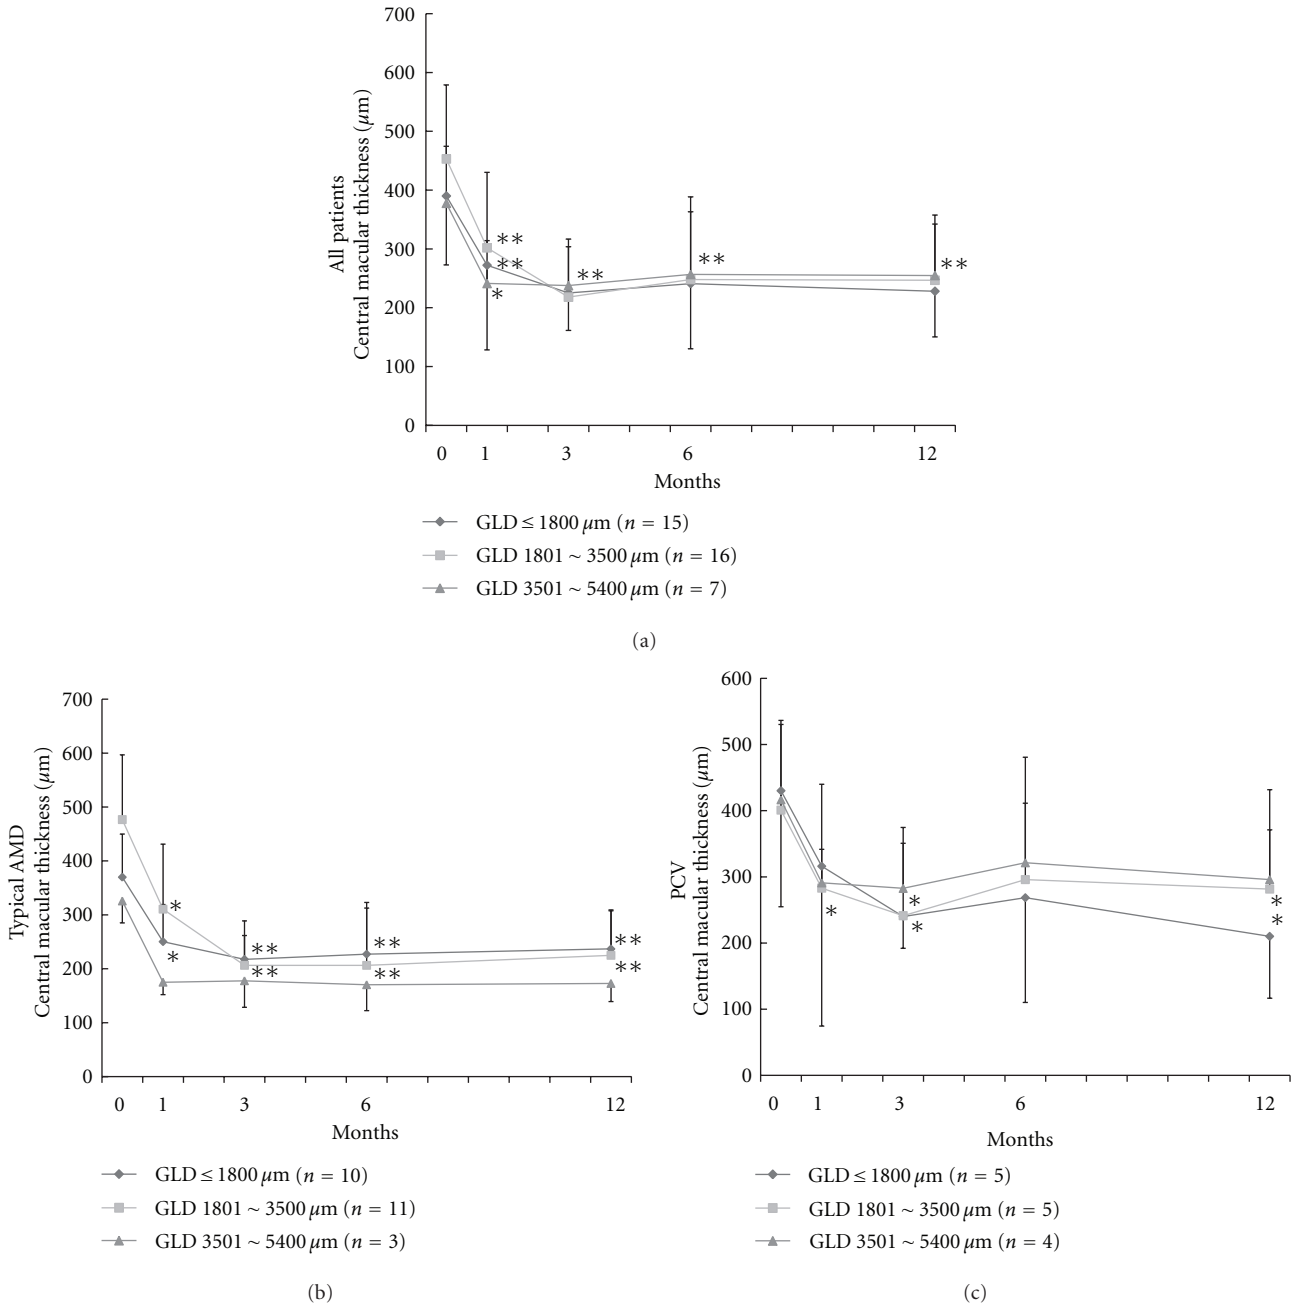 700
600
500
400
300
200
100
0
All patients
Central macular thickness (μm)
**
**
*
**
**
**
0 1 3 6 12
Months
GLD ≤ 1800 μm (n = 15)
GLD 1801 ∼ 3500 μm (n = 16)
GLD 3501 ∼ 5400 μm (n = 7)
(a)
700
600
500
400
300
200
100
0
Typical AMD
Central macular thickness (μm)
*
*
**
**
**
**
**
**
0 1 3 6 12
Months
GLD ≤ 1800 μm (n = 10)
GLD 1801 ∼ 3500 μm (n = 11)
GLD 3501 ∼ 5400 μm (n = 3)
(b)
600
500
400
300
200
100
0
PCV
Central macular thickness (μm)
*
*
*
*
*
0 1 3 6 12
Months
GLD ≤ 1800 μm (n = 5)
GLD 1801 ∼ 3500 μm (n = 5)
GLD 3501 ∼ 5400 μm (n = 4)
(c)